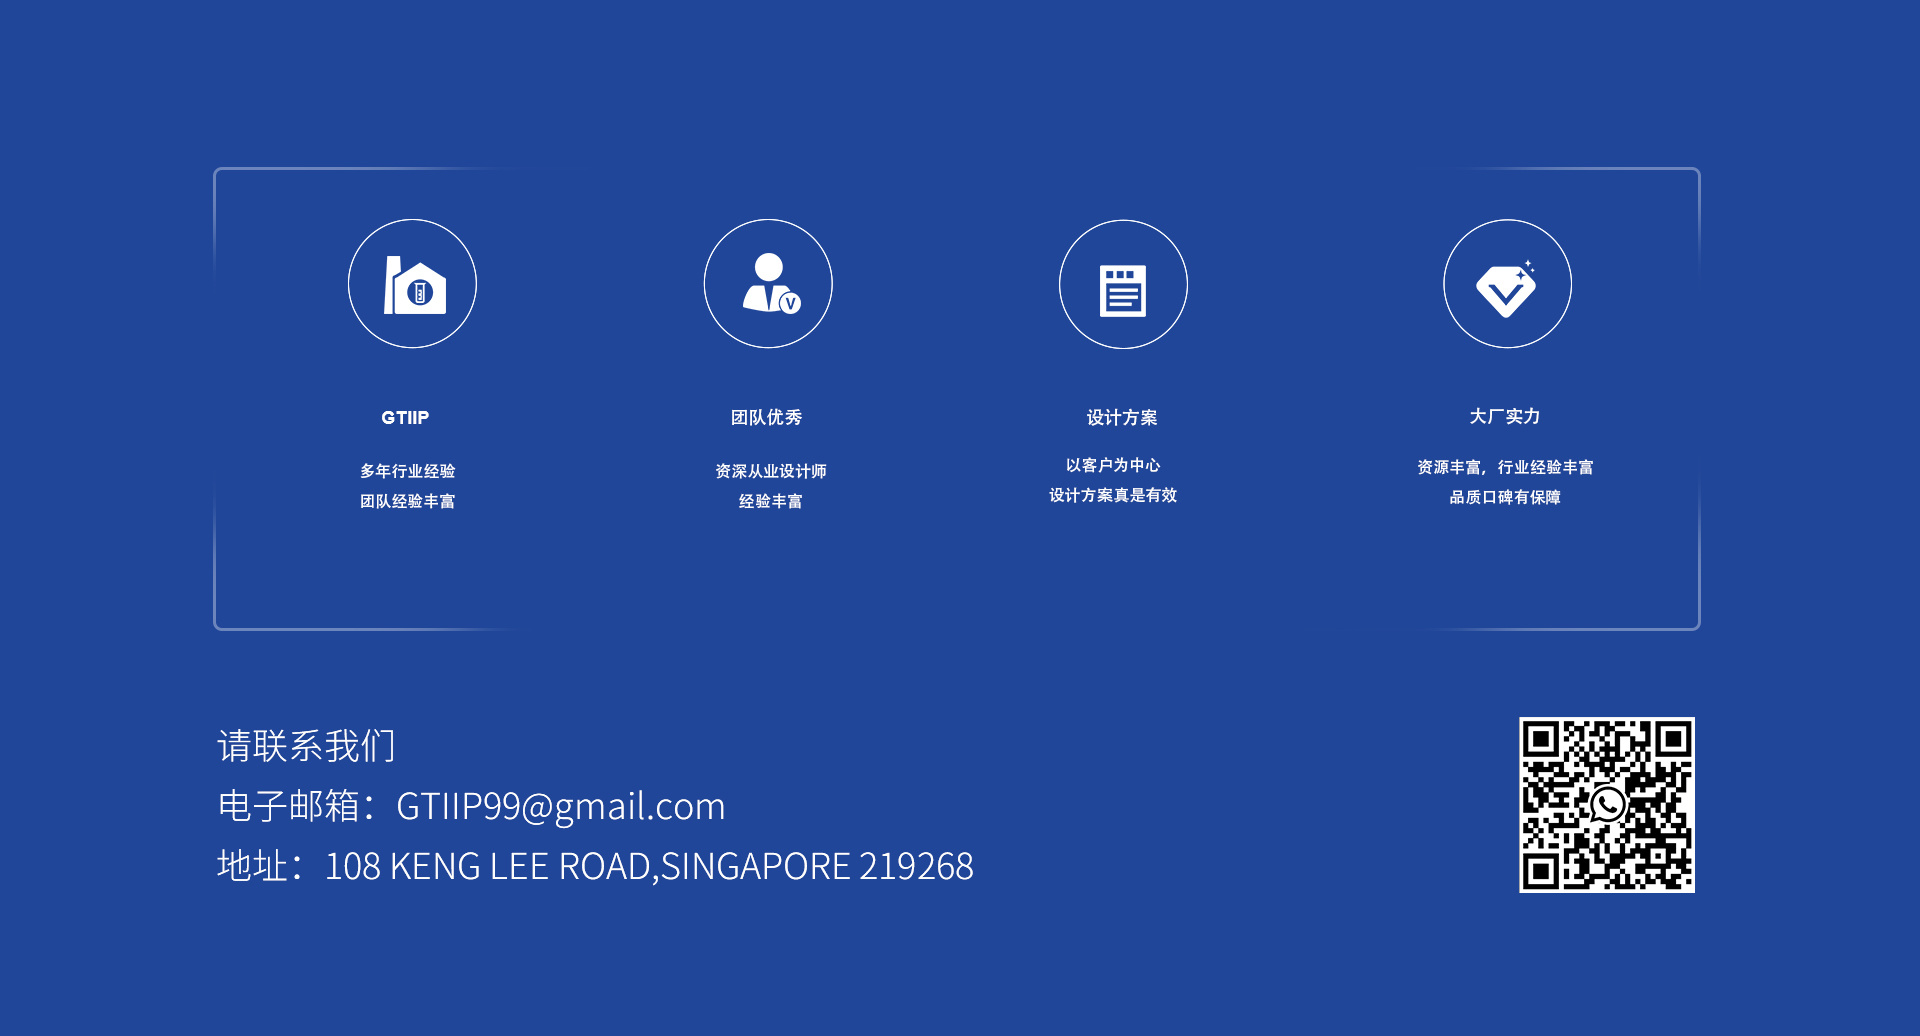 GTIIP
多年行业经验
团队经验丰富
团队优秀
资深从业设计师
经验丰富
设计方案
以客户为中心
设计方案真是有效
大厂实力
资源丰富，行业经验丰富
品质口碑有保障
V
请联系我们
电子邮箱：GTIIP99@gmail.com
地址：108 KENG LEE ROAD,SINGAPORE 219268